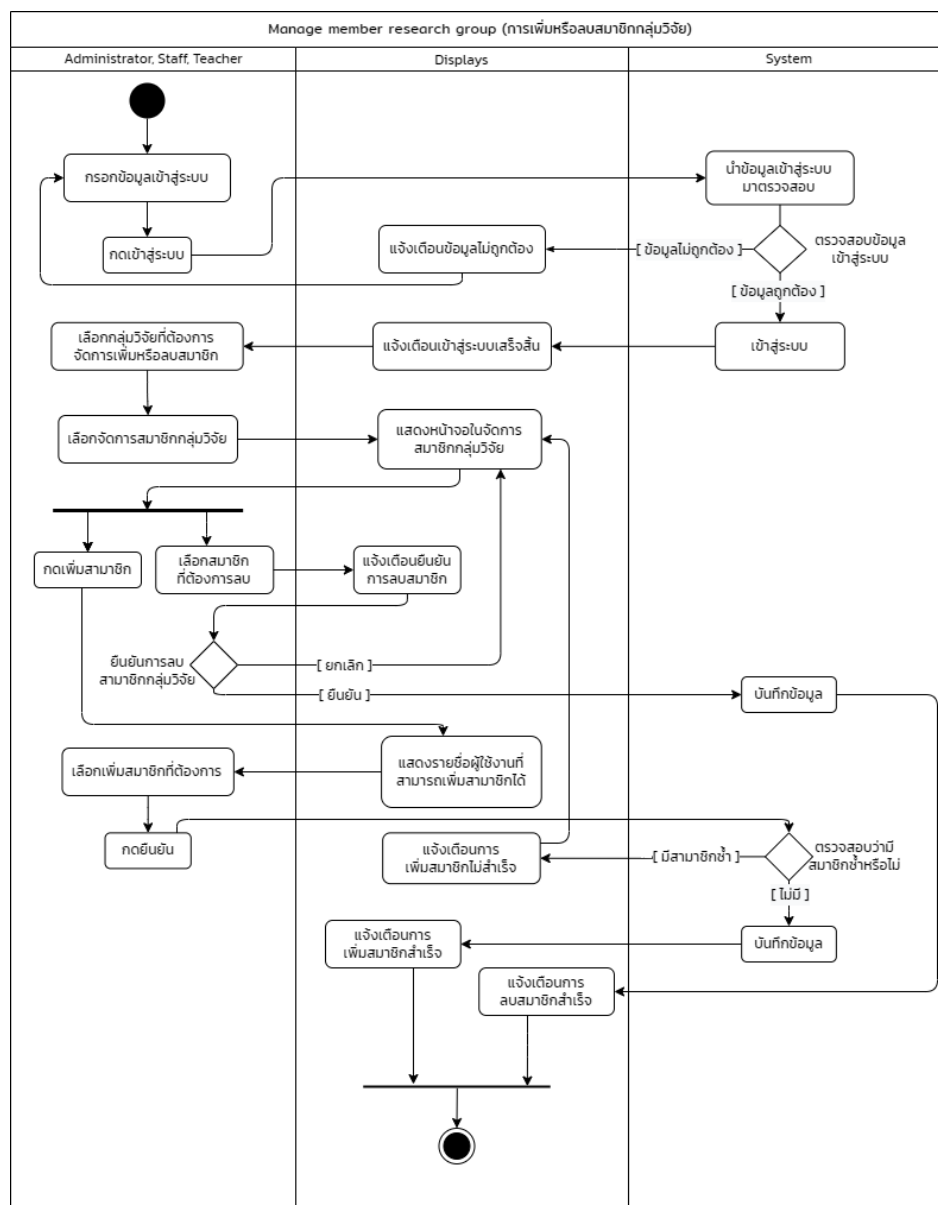 Manage member research group (การเพิ่มหรือลบสมาชิกกลุ่มวิจัย)
Administrator, Staff, Teacher
Displays
System
กรอกข้อมูลเข้าสู่ระบบ
นำข้อมูลเข้าสู่ระบบ
มาตรวจสอบ
กดเข้าสู่ระบบ
แจ้งเตือนข้อมูลไม่ถูกต้อง
[ ข้อมูลไม่ถูกต้อง ]
ตรวจสอบข้อมูล
เข้าสู่ระบบ
[ ข้อมูลถูกต้อง ]
เลือกกลุ่มวิจัยที่ต้องการ
จัดการเพิ่มหรือลบสมาชิก
แจ้งเตือนเข้าสู่ระบบเสร็จสิ้น
เข้าสู่ระบบ
เลือกจัดการสมาชิกกลุ่มวิจัย
แสดงหน้าจอในจัดการ
สมาชิกกลุ่มวิจัย
กดเพิ่มสามาชิก
เลือกสมาชิก
ที่ต้องการลบ
แจ้งเตือนยืนยัน
การลบสมาชิก
ยืนยันการลบ
สามาชิกกลุ่มวิจัย
[ ยกเลิก ]
[ ยืนยัน ]
บันทึกข้อมูล
เลือกเพิ่มสมาชิกที่ต้องการ
แสดงรายชื่อผู้ใช้งานที่
สามารถเพิ่มสามาชิกได้
กดยืนยัน
แจ้งเตือนการ
เพิ่มสมาชิกไม่สำเร็จ
[ มีสามาชิกซ้ำ ]
ตรวจสอบว่ามี
สมาชิกซ้ำหรือไม่
[ ไม่มี ]
แจ้งเตือนการ
เพิ่มสมาชิกสำเร็จ
บันทึกข้อมูล
แจ้งเตือนการ
ลบสมาชิกสำเร็จ